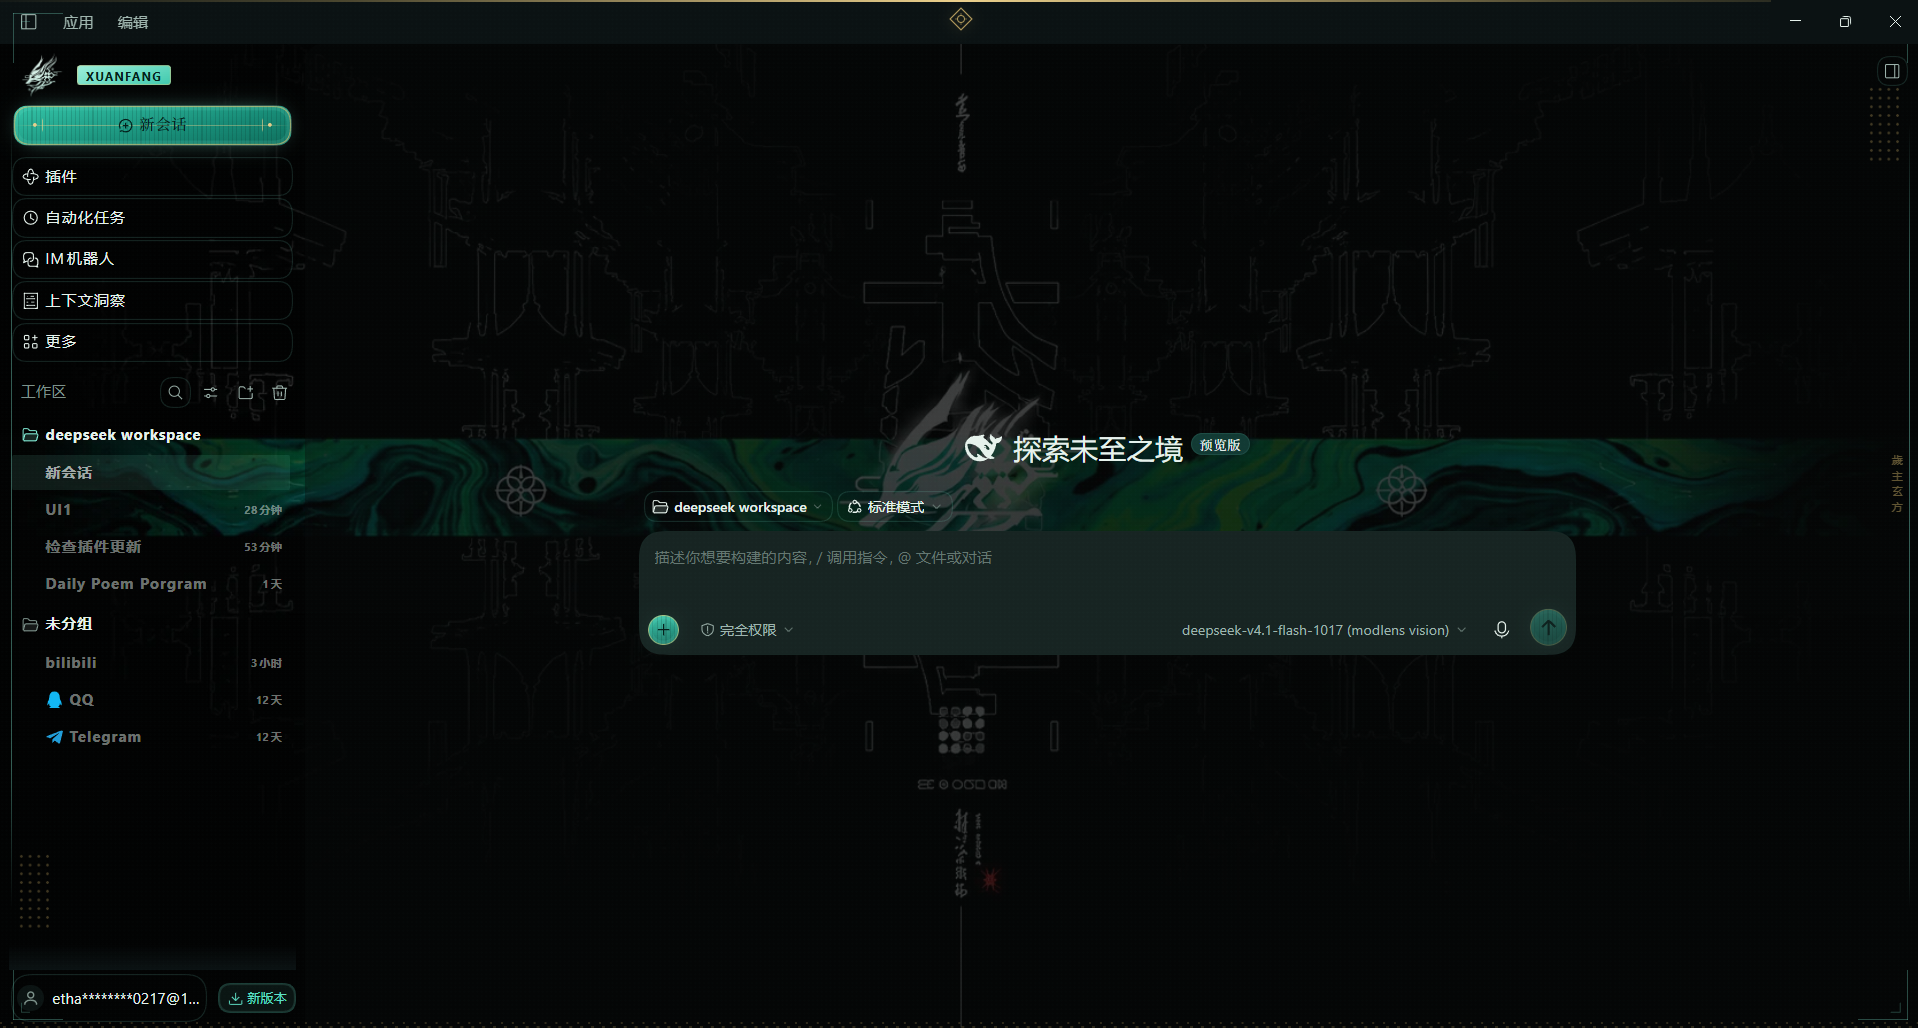 应用 编辑
XUANFANG
新会话
插件
自动化任务
IM机器人
上下文洞察
更多
工作区
deepseek workspace
新会话
UI1 28分钟
检查插件更新 53分钟
Daily Poem Porgram 1天
未分组
bilibili 3小时
QQ 12天
Telegram 12天
etha********0217@1...
新版本
探索未至之境 预览版
deepseek workspace 标准模式
描述你想要构建的内容, / 调用指令, @ 文件或对话
完全权限
deepseek-v4.1-flash-1017 (modlens vision)
歲主玄方